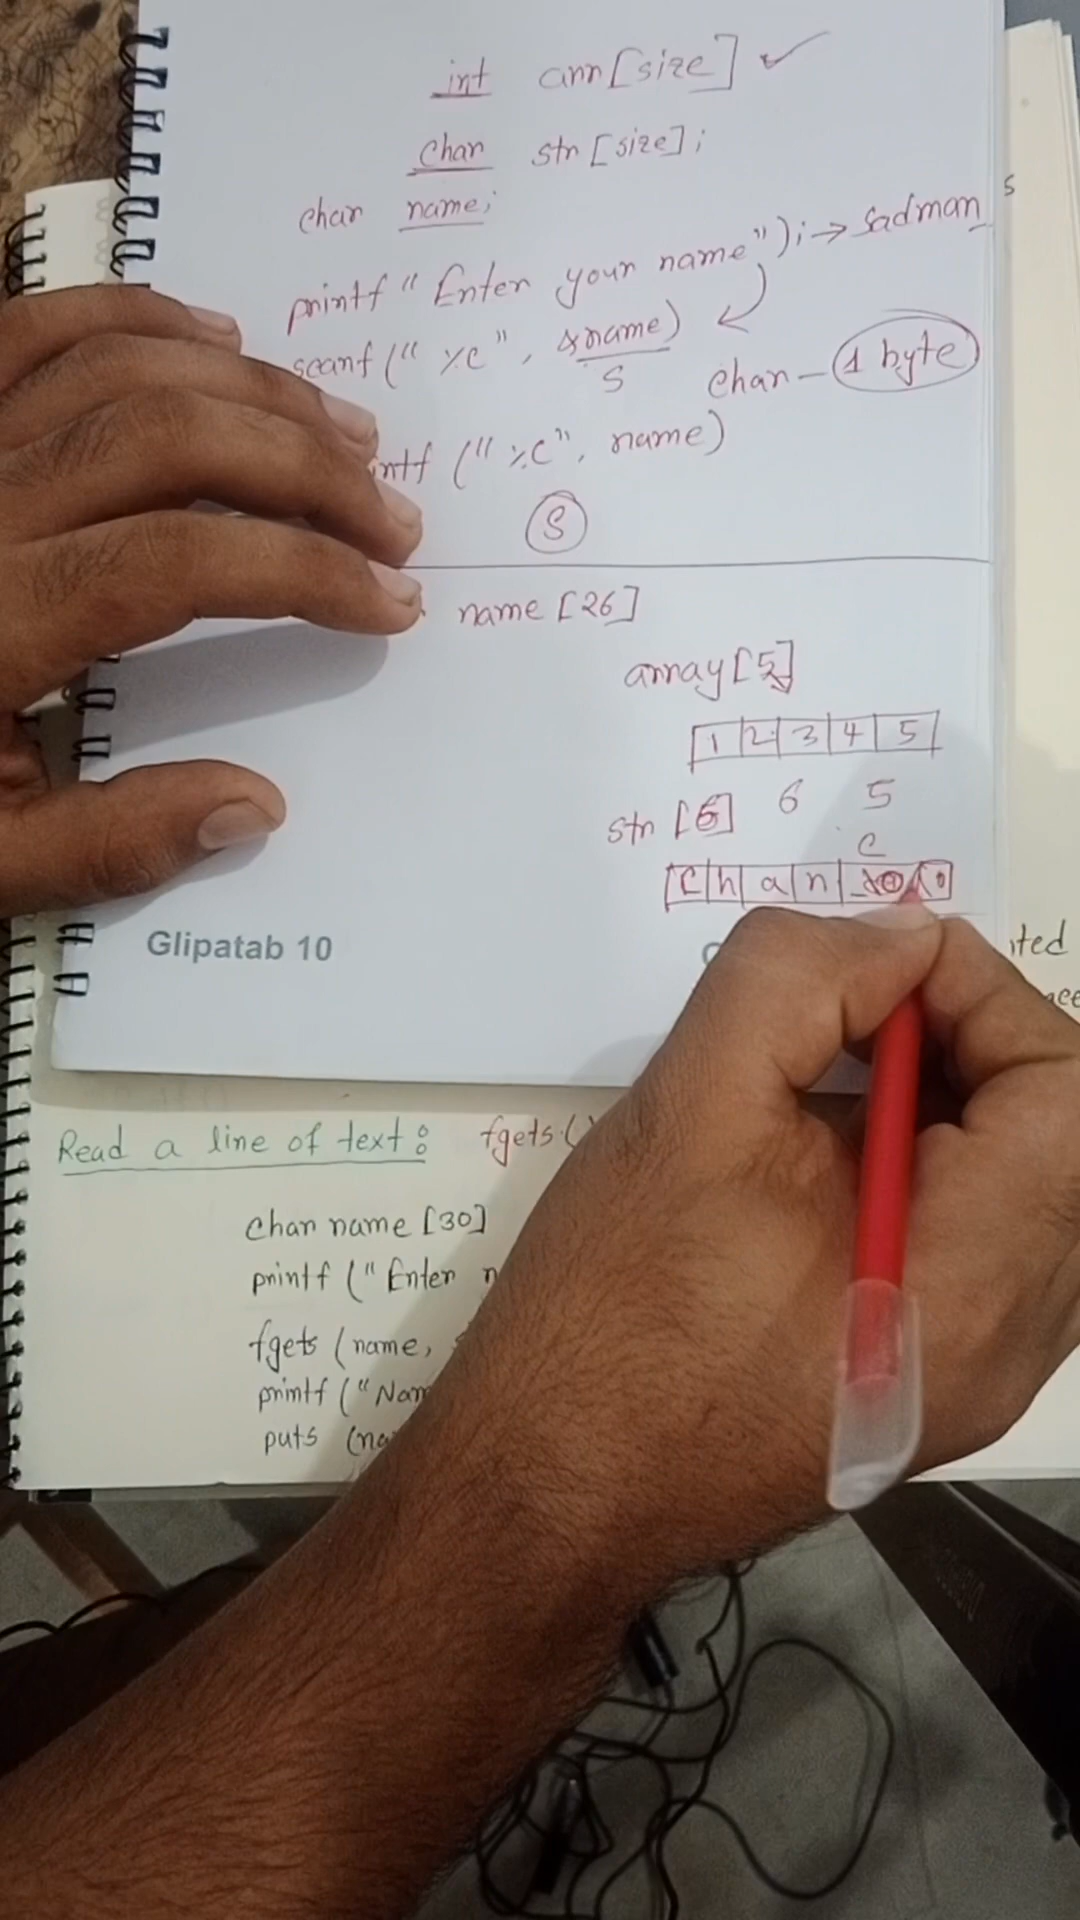 int arr[size] ✓
char str[size];
char name;
s
printf "Enter your name"); → Sadman
scanf("%c", &name)
S
char - 1 byte
intf ("%c", name)
S
name [26]
array[5]
1 2 3 4 5
6 5
str [6]
c
C h a r
Glipatab 10
Read a line of text: fgets()
char name [30]
printf ("Enter
fgets (name,
printf ("Nam
puts (na